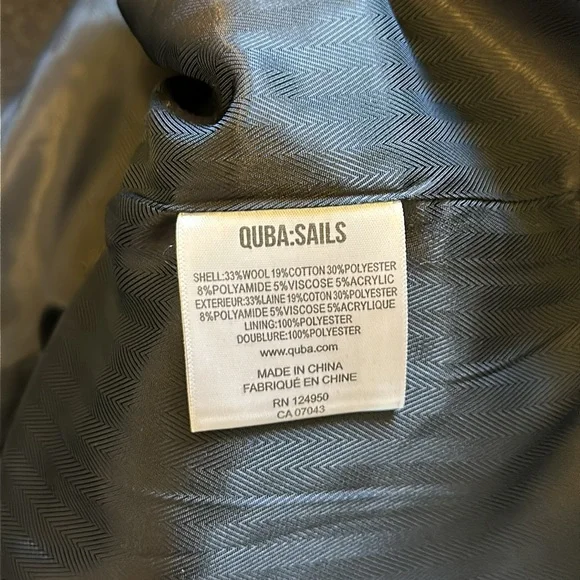 QUBA:SAILS
SHELL:33%WOOL 19%COTTON 30%POLYESTER
8%POLYAMIDE 5%VISCOSE 5%ACRYLIC
EXTERIEUR:33%LAINE 19%COTON 30%POLYESTER
8%POLYAMIDE 5%VISCOSE 5%ACRYLIQUE
LINING:100%POLYESTER
DOUBLURE:100%POLYESTER
www.quba.com
MADE IN CHINA
FABRIQUÉ EN CHINE
RN 124950
CA 07043